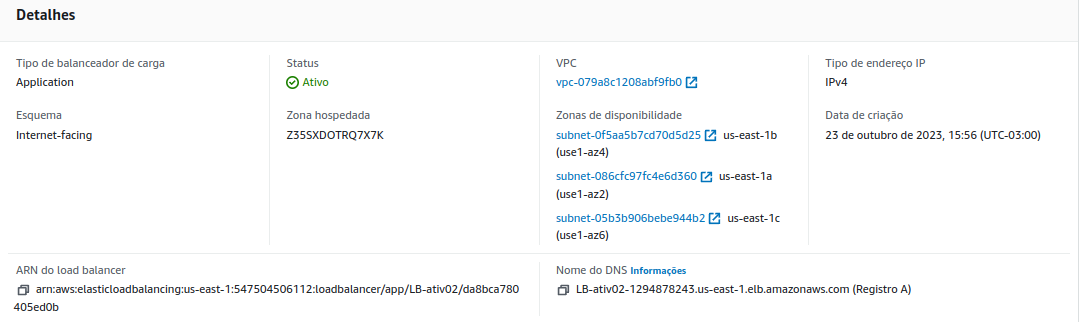 Detalhes
Tipo de balanceador de carga
Application
Status
Ativo
VPC
vpc-079a8c1208abf9fb0
Tipo de endereço IP
IPv4
Esquema
Internet-facing
Zona hospedada
Z35SXDOTRQ7X7K
Zonas de disponibilidade
subnet-0f5aa5b7cd70d5d25 us-east-1b
(use1-az4)
subnet-086cfc97fc4e6d360 us-east-1a
(use1-az2)
subnet-05b3b906bebe944b2 us-east-1c
(use1-az6)
Data de criação
23 de outubro de 2023, 15:56 (UTC-03:00)
ARN do load balancer
arn:aws:elasticloadbalancing:us-east-1:547504506112:loadbalancer/app/LB-ativ02/da8bca780
405ed0b
Nome do DNS Informações
LB-ativ02-1294878243.us-east-1.elb.amazonaws.com (Registro A)